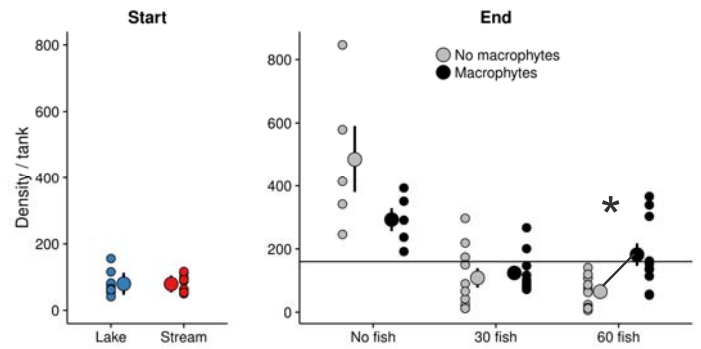 Start
End
Density / tank
800
600
400
200
0
Lake
Stream
800
600
400
200
0
No macrophytes
Macrophytes
*
No fish
30 fish
60 fish